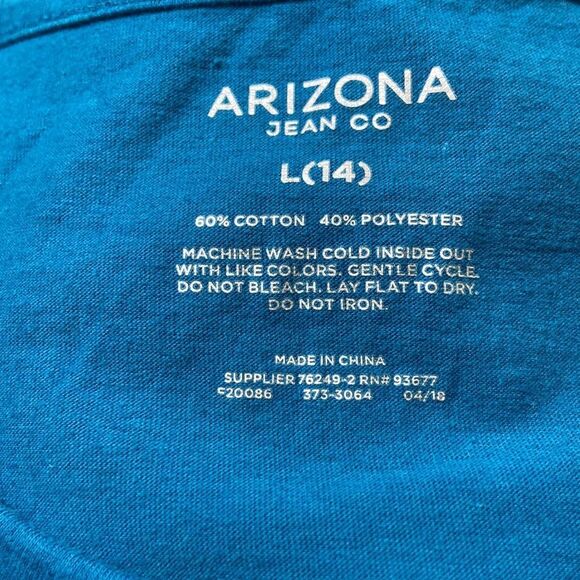 ARIZONA
JEAN CO
L(14)
60% COTTON 40% POLYESTER
MACHINE WASH COLD INSIDE OUT
WITH LIKE COLORS. GENTLE CYCLE.
DO NOT BLEACH. LAY FLAT TO DRY.
DO NOT IRON.
MADE IN CHINA
SUPPLIER 76249-2 RN# 93677
373-3064 04/18